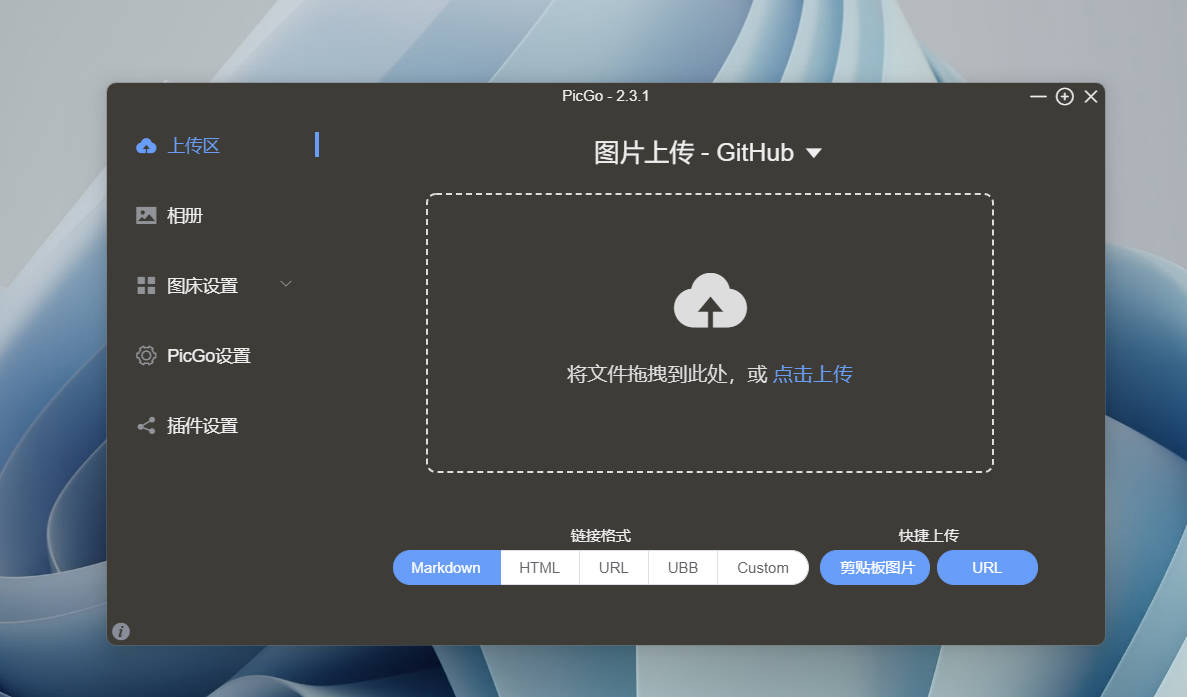 PicGo - 2.3.1
上传区
相册
图床设置
PicGo设置
插件设置
图片上传 - GitHub
将文件拖拽到此处，或 点击上传
链接格式
Markdown HTML URL UBB Custom
快捷上传
剪贴板图片 URL